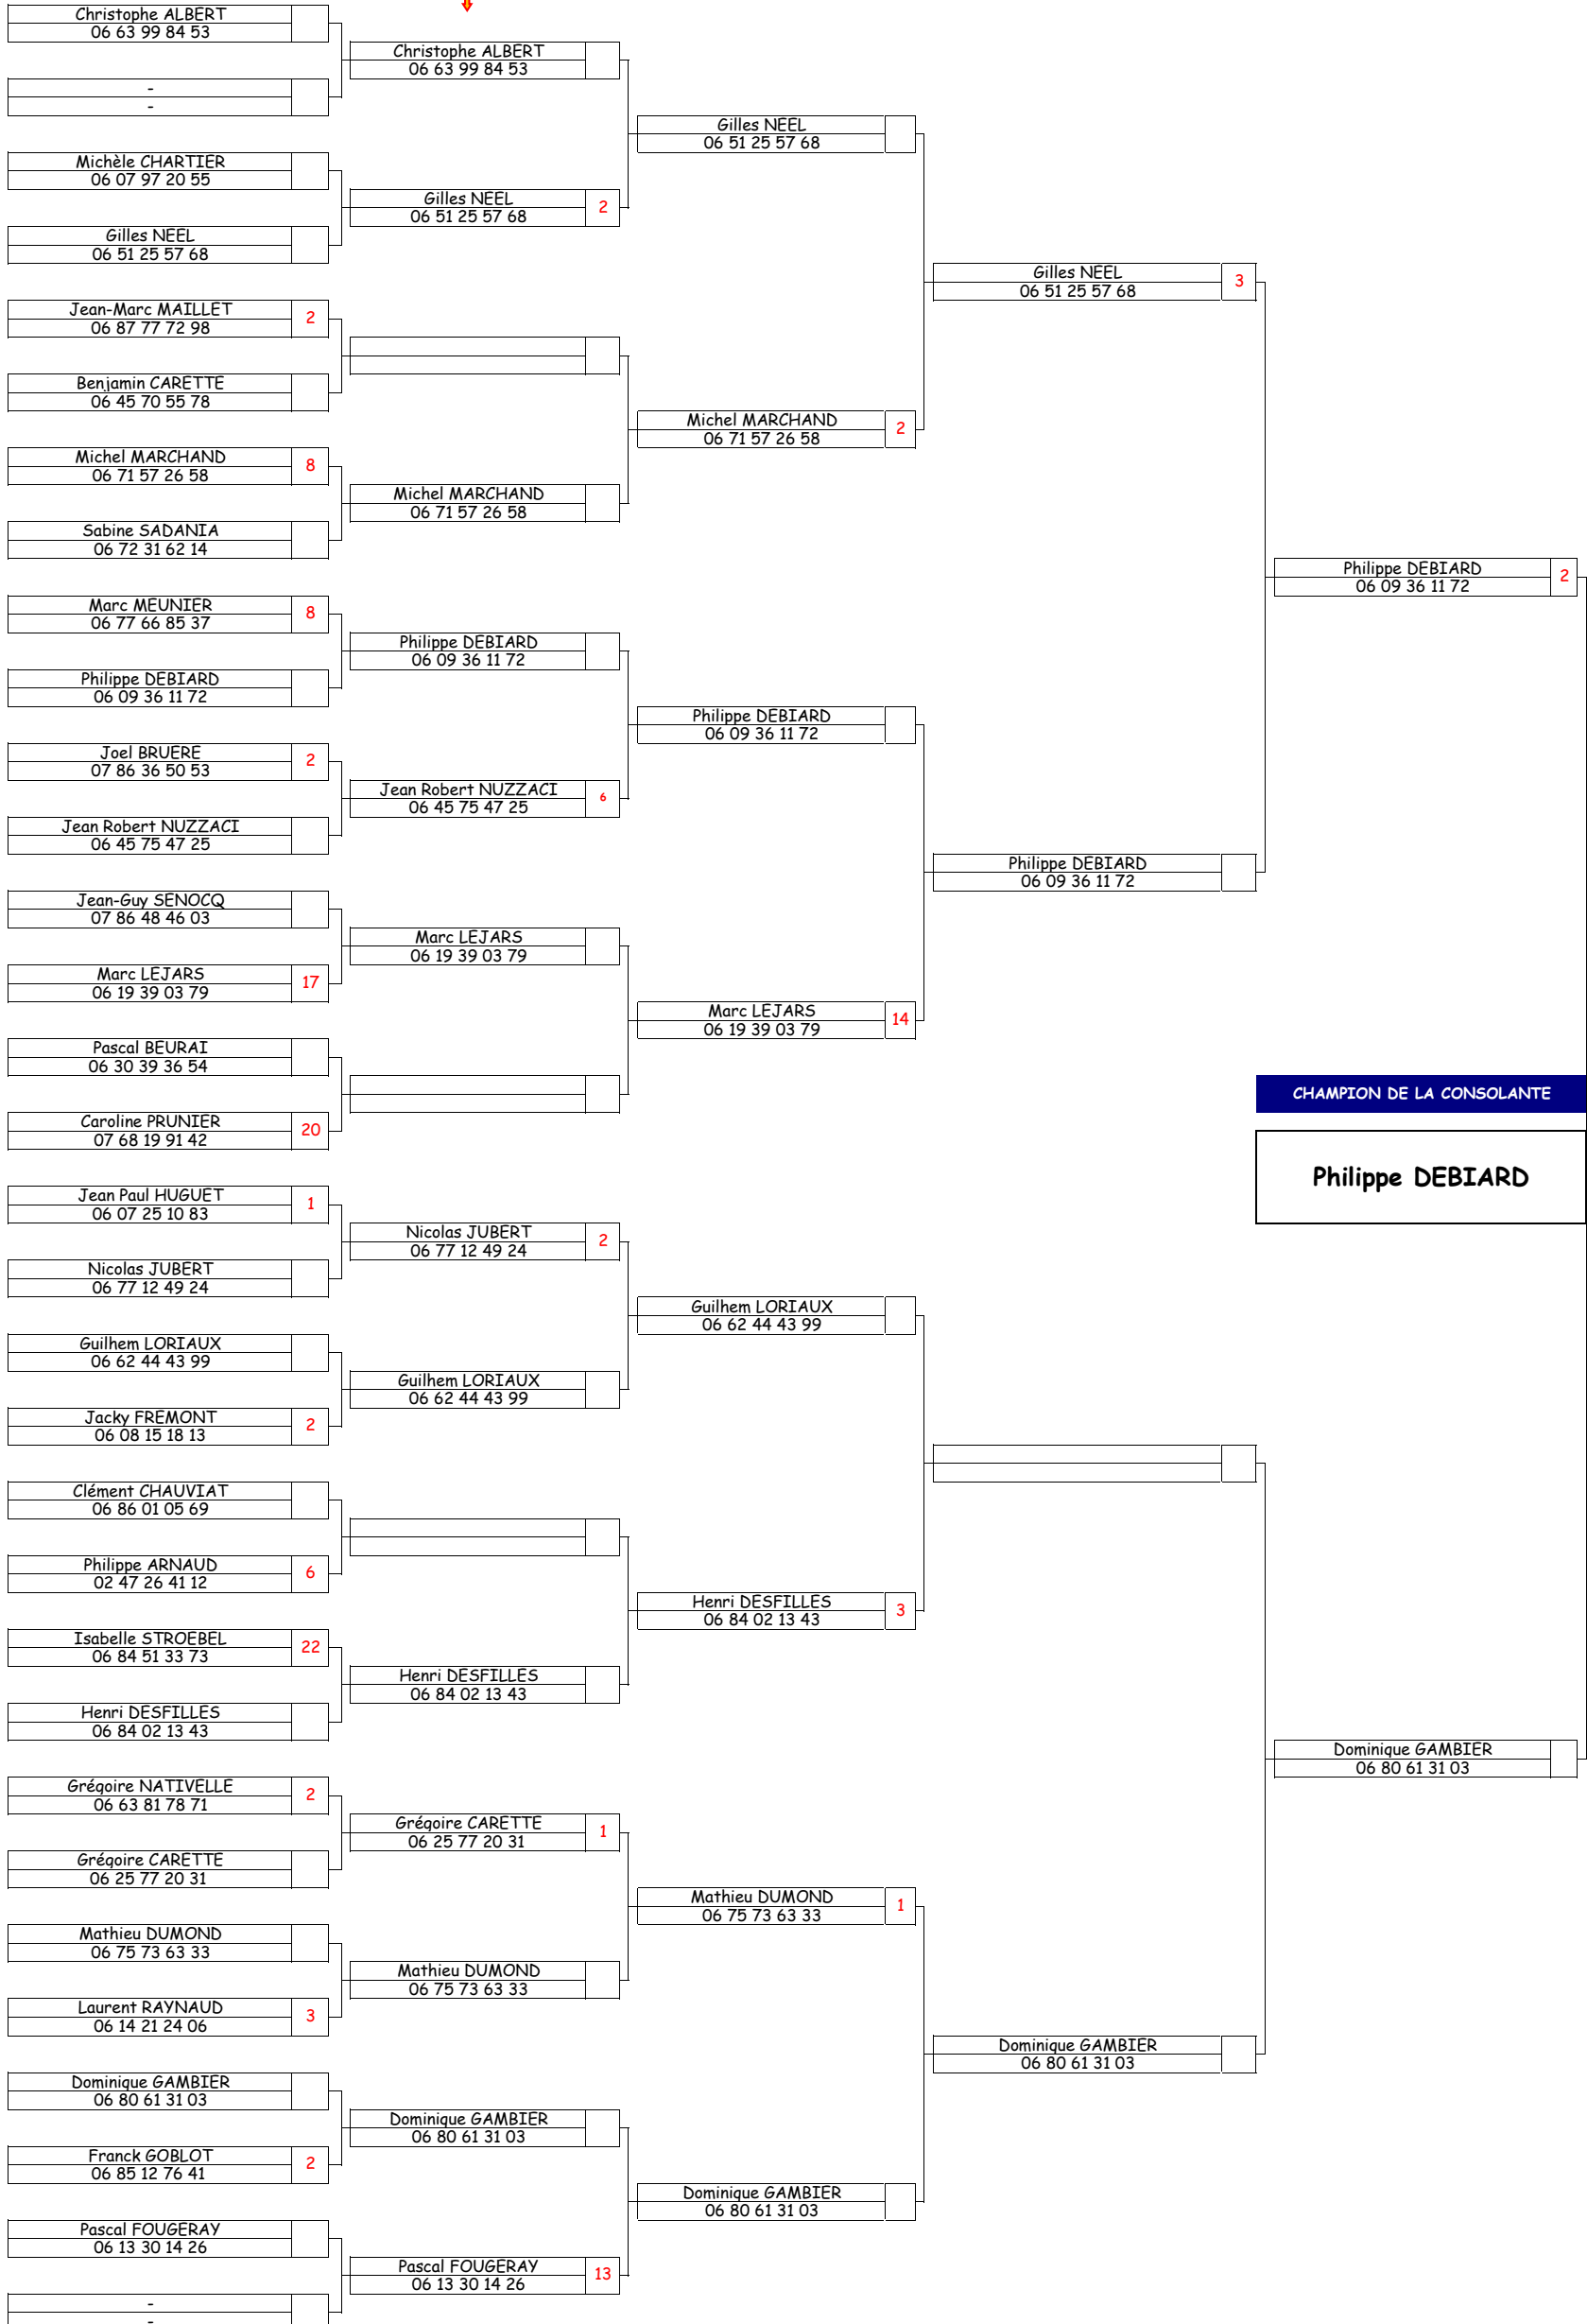 Christophe ALBERT
06 63 99 84 53
-
-
Michèle CHARTIER
06 07 97 20 55
Gilles NEEL
06 51 25 57 68
Jean-Marc MAILLET
06 87 77 72 98
2
Benjamin CARETTE
06 45 70 55 78
Michel MARCHAND
06 71 57 26 58
8
Sabine SADANIA
06 72 31 62 14
Marc MEUNIER
06 77 66 85 37
8
Philippe DEBIARD
06 09 36 11 72
Joel BRUERE
07 86 36 50 53
2
Jean Robert NUZZACI
06 45 75 47 25
Jean-Guy SENOCQ
07 86 48 46 03
Marc LEJARS
06 19 39 03 79
17
Pascal BEURAI
06 30 39 36 54
Caroline PRUNIER
07 68 19 91 42
20
Jean Paul HUGUET
06 07 25 10 83
1
Nicolas JUBERT
06 77 12 49 24
Guilhem LORIAUX
06 62 44 43 99
Jacky FREMONT
06 08 15 18 13
2
Clément CHAUVIAT
06 86 01 05 69
Philippe ARNAUD
02 47 26 41 12
6
Isabelle STROEBEL
06 84 51 33 73
22
Henri DESFILLES
06 84 02 13 43
Grégoire NATIVELLE
06 63 81 78 71
2
Grégoire CARETTE
06 25 77 20 31
Mathieu DUMOND
06 75 73 63 33
Laurent RAYNAUD
06 14 21 24 06
3
Dominique GAMBIER
06 80 61 31 03
Franck GOBLOT
06 85 12 76 41
2
Pascal FOUGERAY
06 13 30 14 26
-
-
Christophe ALBERT
06 63 99 84 53
Gilles NEEL
06 51 25 57 68
2
Michel MARCHAND
06 71 57 26 58
Philippe DEBIARD
06 09 36 11 72
Jean Robert NUZZACI
06 45 75 47 25
6
Marc LEJARS
06 19 39 03 79
Nicolas JUBERT
06 77 12 49 24
2
Guilhem LORIAUX
06 62 44 43 99
Henri DESFILLES
06 84 02 13 43
Grégoire CARETTE
06 25 77 20 31
1
Mathieu DUMOND
06 75 73 63 33
Dominique GAMBIER
06 80 61 31 03
Pascal FOUGERAY
06 13 30 14 26
13
Gilles NEEL
06 51 25 57 68
Michel MARCHAND
06 71 57 26 58
2
Philippe DEBIARD
06 09 36 11 72
Marc LEJARS
06 19 39 03 79
14
Guilhem LORIAUX
06 62 44 43 99
Henri DESFILLES
06 84 02 13 43
3
Mathieu DUMOND
06 75 73 63 33
1
Dominique GAMBIER
06 80 61 31 03
Gilles NEEL
06 51 25 57 68
3
Philippe DEBIARD
06 09 36 11 72
Dominique GAMBIER
06 80 61 31 03
Philippe DEBIARD
06 09 36 11 72
2
CHAMPION DE LA CONSOLANTE
Philippe DEBIARD
Dominique GAMBIER
06 80 61 31 03